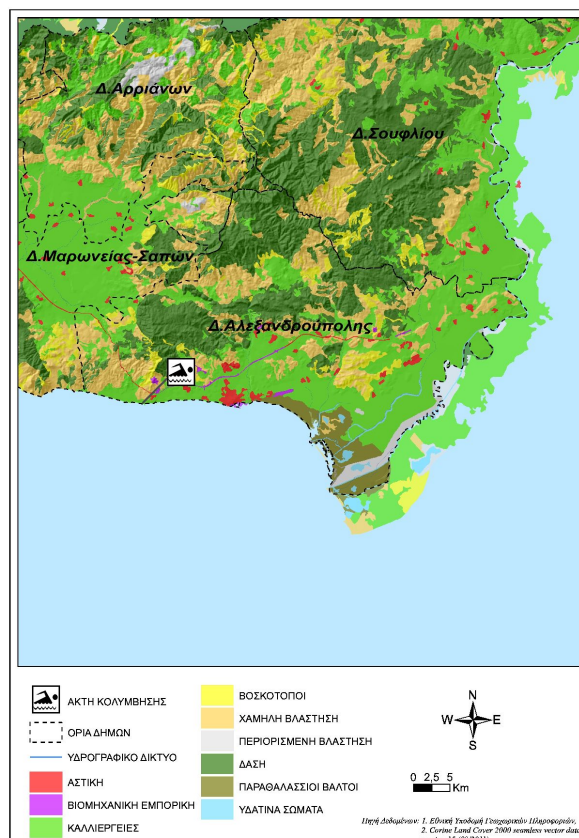 Δ.Αρριάνων
Δ.Σουφλίου
Δ.Μαρωνείας-Σαπών
Δ.Αλεξανδρούπολης
ΑΚΤΗ ΚΟΛΥΜΒΗΣΗΣ
ΟΡΙΑ ΔΗΜΩΝ
ΥΔΡΟΓΡΑΦΙΚΟ ΔΙΚΤΥΟ
ΑΣΤΙΚΗ
ΒΙΟΜΗΧΑΝΙΚΗ ΕΜΠΟΡΙΚΗ
ΚΑΛΛΙΕΡΓΕΙΕΣ
ΒΟΣΚΟΤΟΠΟΙ
ΧΑΜΗΛΗ ΒΛΑΣΤΗΣΗ
ΠΕΡΙΟΡΙΣΜΕΝΗ ΒΛΑΣΤΗΣΗ
ΔΑΣΗ
ΠΑΡΑΘΑΛΑΣΣΙΟΙ ΒΑΛΤΟΙ
ΥΔΑΤΙΝΑ ΣΩΜΑΤΑ
N
W E
S
0 2,5 5
Km
Πηγή Δεδομένων: 1. Εθνική Υποδομή Γεωχωρικών Πληροφοριών,
2. Corine Land Cover 2000 seamless vector data